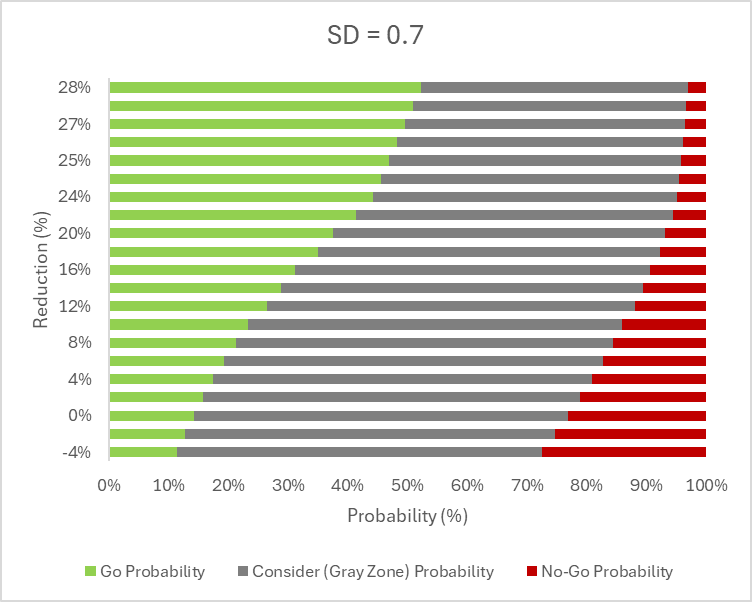 SD = 0.7
28%
27%
25%
24%
20%
16%
12%
8%
4%
0%
-4%
Reduction (%)
0% 10% 20% 30% 40% 50% 60% 70% 80% 90% 100%
Probability (%)
Go Probability Consider (Gray Zone) Probability No-Go Probability